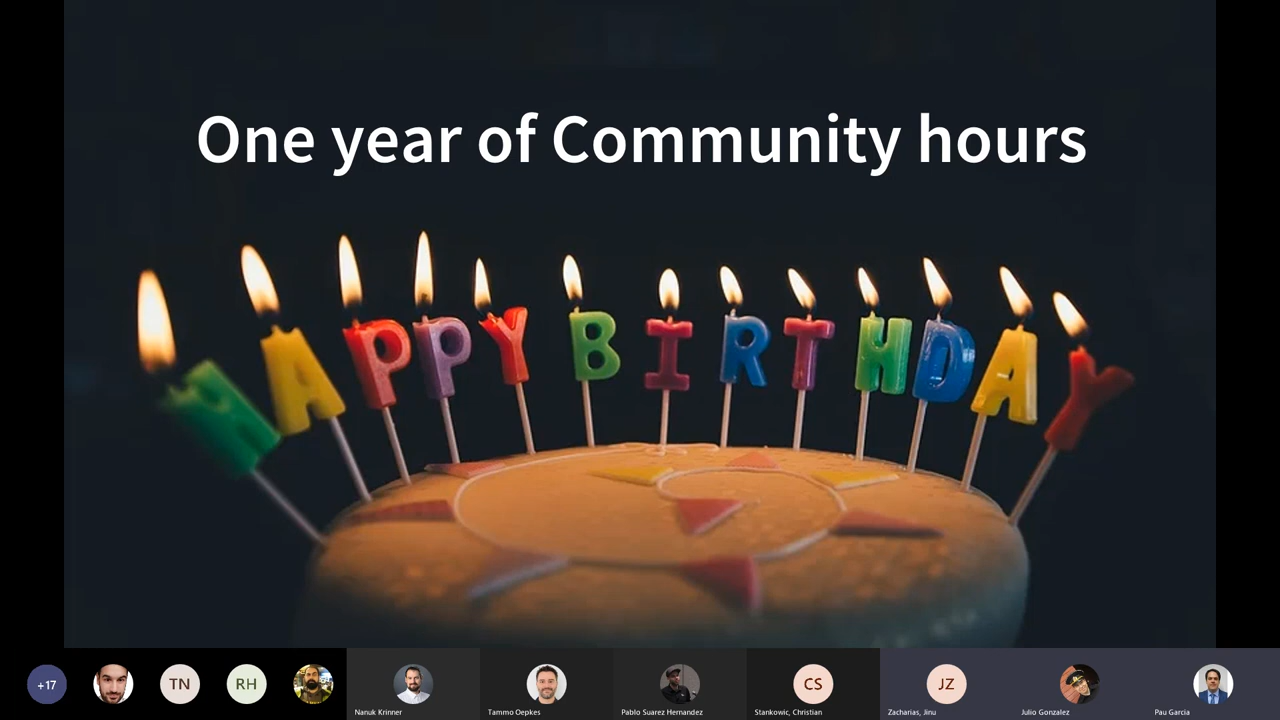 One year of Community hours
HAPPY BIRTHDAY
+17
TN
RH
CS
JZ
Nanuk Krinner
Tammo Oepkes
Pablo Suarez Hernandez
Stankowic, Christian
Zacharias, Jinu
Julio Gonzalez
Pau Garcia